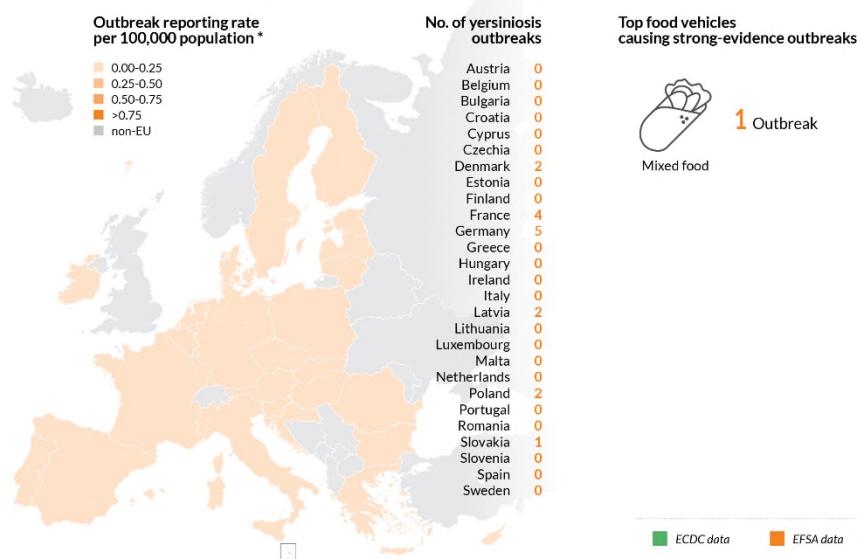 Outbreak reporting rate
per 100,000 population *
0.00-0.25
0.25-0.50
0.50-0.75
>0.75
non-EU
No. of yersiniosis
outbreaks
Austria 0
Belgium 0
Bulgaria 0
Croatia 0
Cyprus 0
Czechia 0
Denmark 2
Estonia 0
Finland 0
France 4
Germany 5
Greece 0
Hungary 0
Ireland 0
Italy 0
Latvia 2
Lithuania 0
Luxembourg 0
Malta 0
Netherlands 0
Poland 2
Portugal 0
Romania 0
Slovakia 1
Slovenia 0
Spain 0
Sweden 0
Top food vehicles
causing strong-evidence outbreaks
1 Outbreak
Mixed food
ECDC data
EFSA data